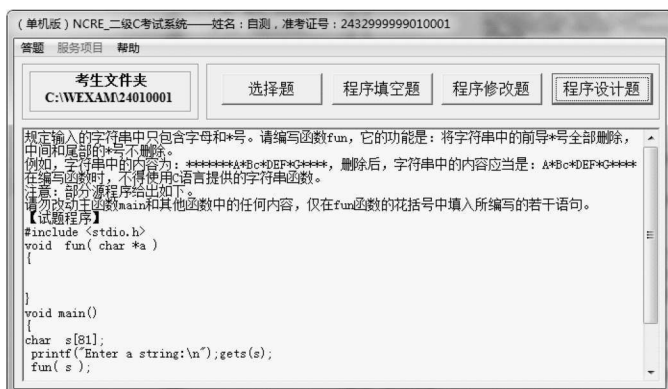 (单机版)NCRE_二级C考试系统——姓名:自测,准考证号:2432999999010001
答题 服务项目 帮助
考生文件夹
C:\WEXAM\24010001
选择题 程序填空题 程序修改题 程序设计题
规定输入的字符串中只包含字母和*号。请编写函数fun,它的功能是:将字符串中的前导*号全部删除,
中间和尾部的*号不删除。
例如,字符串中的内容为:*******A*Bc*DEF*G****,删除后,字符串中的内容应当是:A*Bc*DEF*G****
在编写函数时,不得使用C语言提供的字符串函数。
注意:部分源程序给出如下。
请勿改动主函数main和其他函数中的任何内容,仅在fun函数的花括号中填入所编写的若干语句。
【试题程序】
#include <stdio.h>
void fun( char *a )
{
}
void main()
{
char s[81];
printf("Enter a string:\n");gets(s);
fun( s );